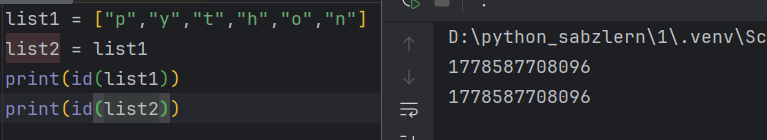 list1 = ["p","y","t","h","o","n"]
list2 = list1
print(id(list1))
print(id(list2))
D:\python_sabzlern\1\.venv\Sc
1778587708096
1778587708096